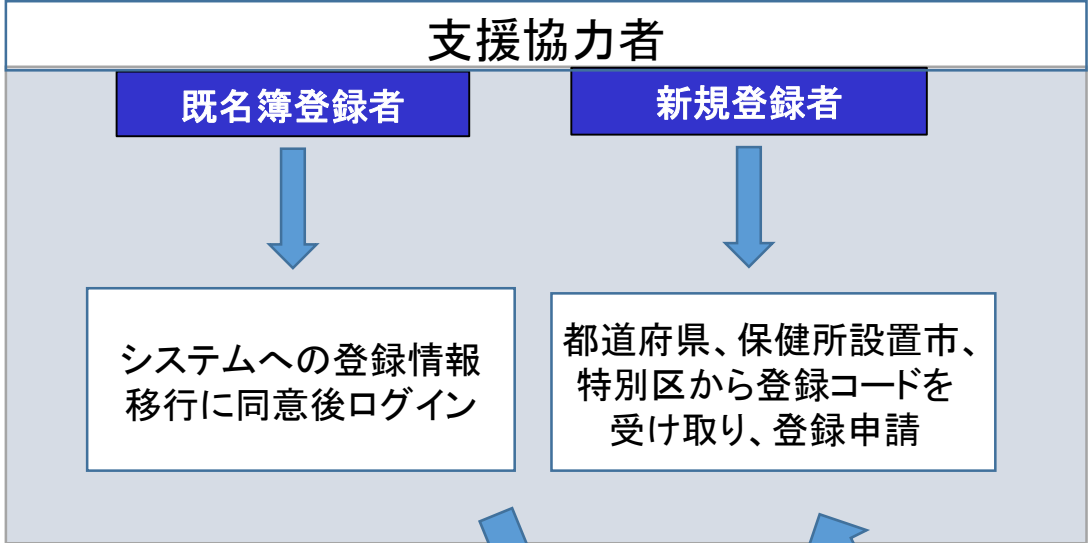 支援協力者
既名簿登録者
新規登録者
システムへの登録情報
移行に同意後ログイン
都道府県、保健所設置市、
特別区から登録コードを
受け取り、登録申請